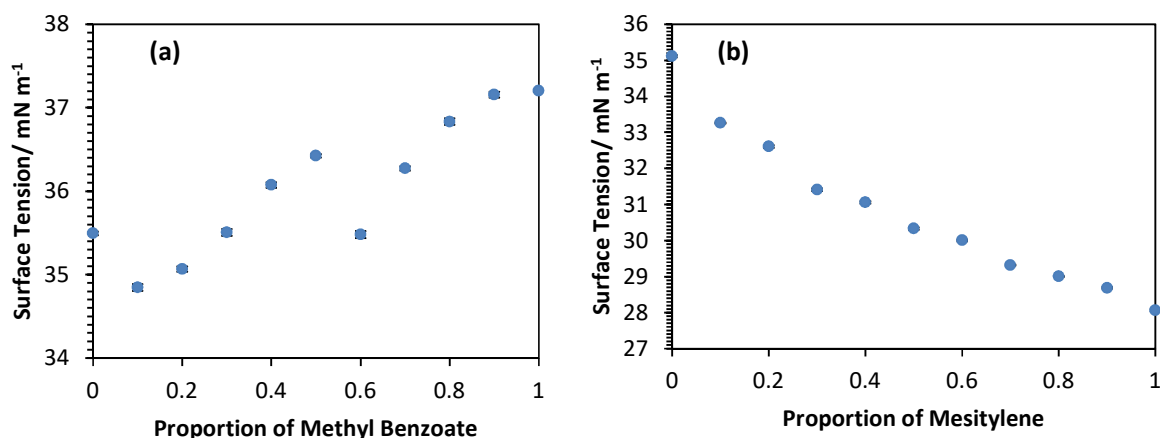 (a)
Surface Tension/ mN m-1
38
37
36
35
34
0 0.2 0.4 0.6 0.8 1
Proportion of Methyl Benzoate
(b)
Surface Tension/ mN m-1
36
35
34
33
32
31
30
29
28
27
0 0.2 0.4 0.6 0.8 1
Proportion of Mesitylene